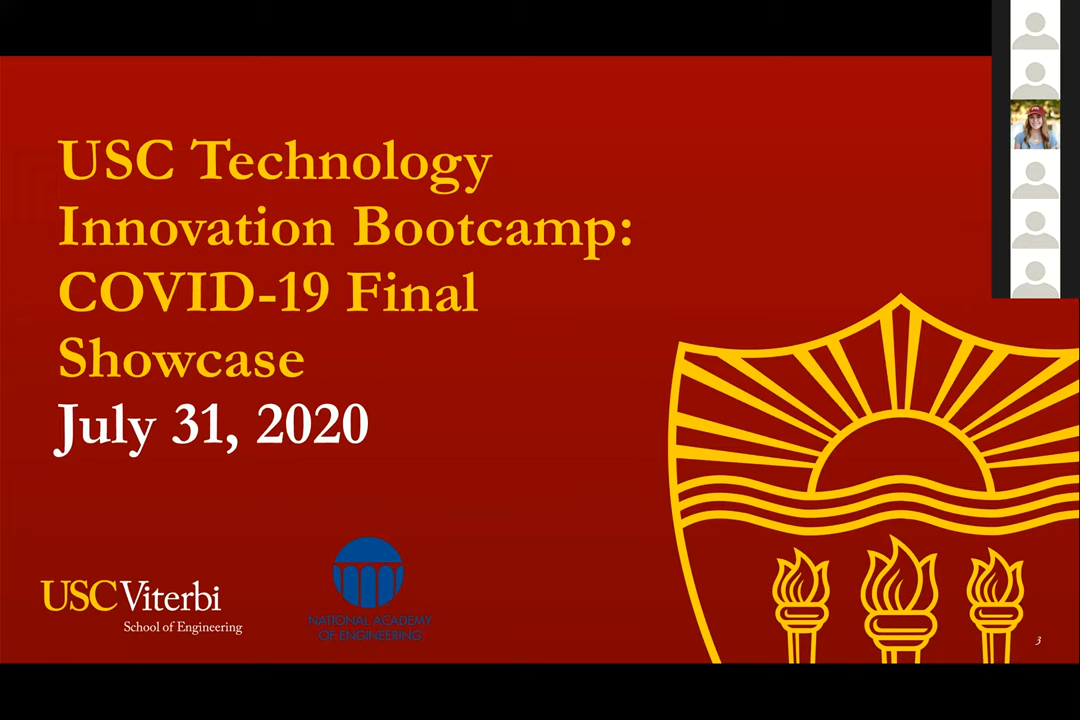 USC Technology
Innovation Bootcamp:
COVID-19 Final
Showcase
July 31, 2020
USC Viterbi
School of Engineering
NATIONAL ACADEMY
OF ENGINEERING
3